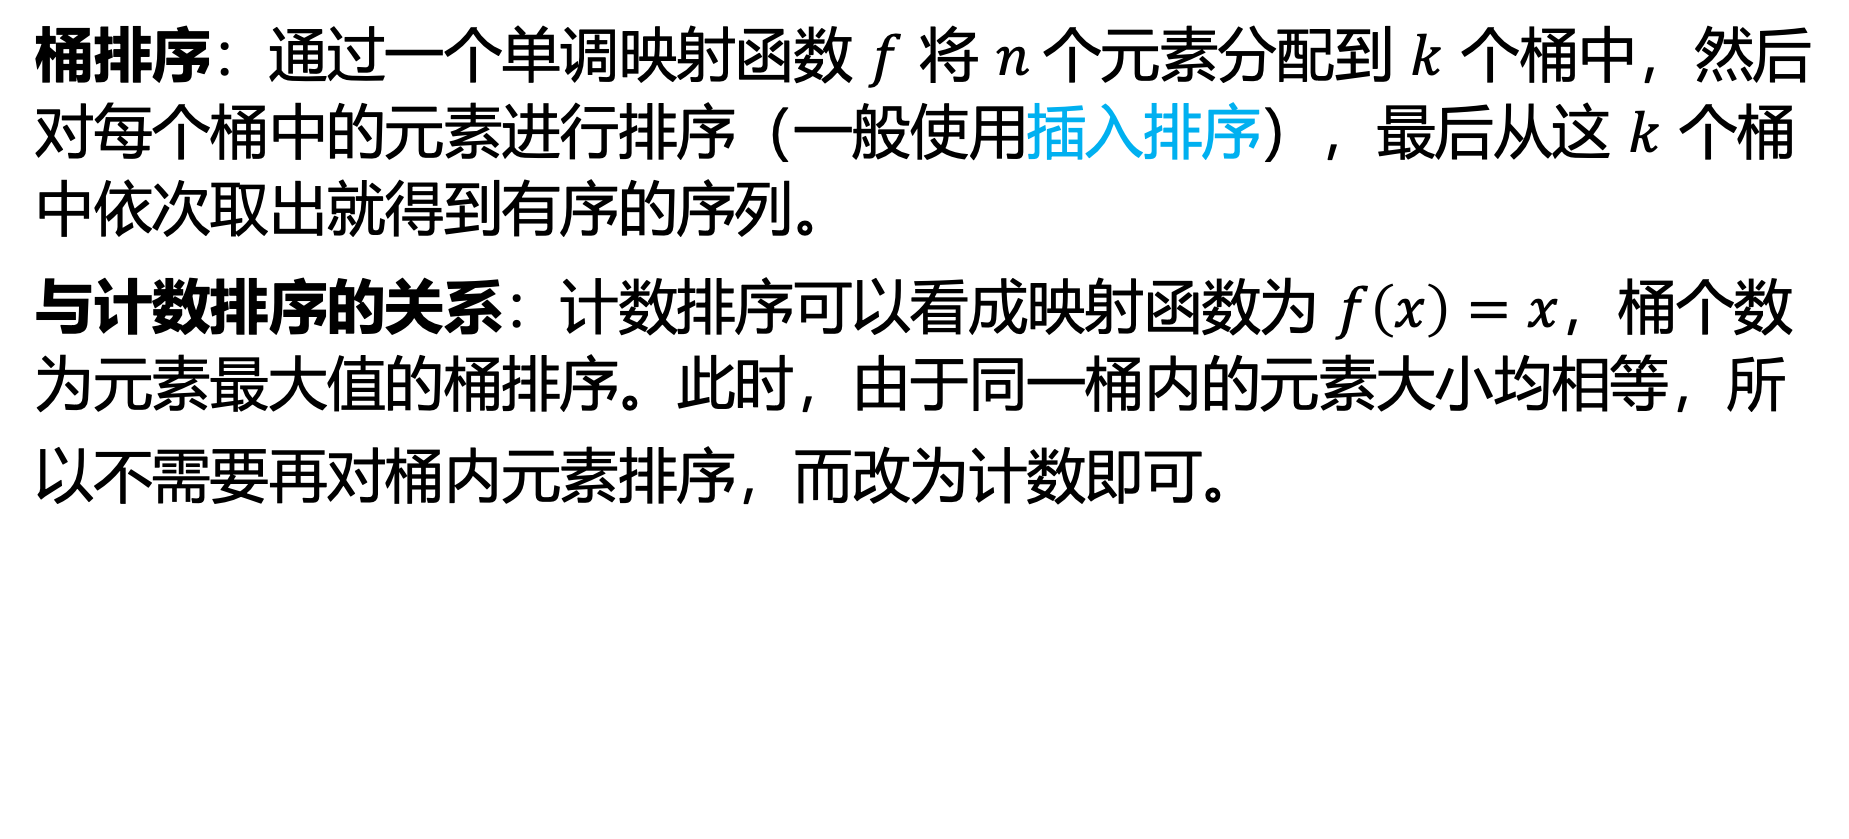 桶排序：通过一个单调映射函数 f 将 n 个元素分配到 k 个桶中，然后
对每个桶中的元素进行排序（一般使用插入排序），最后从这 k 个桶
中依次取出就得到有序的序列。
与计数排序的关系：计数排序可以看成映射函数为 f(x) = x，桶个数
为元素最大值的桶排序。此时，由于同一桶内的元素大小均相等，所
以不需要再对桶内元素排序，而改为计数即可。